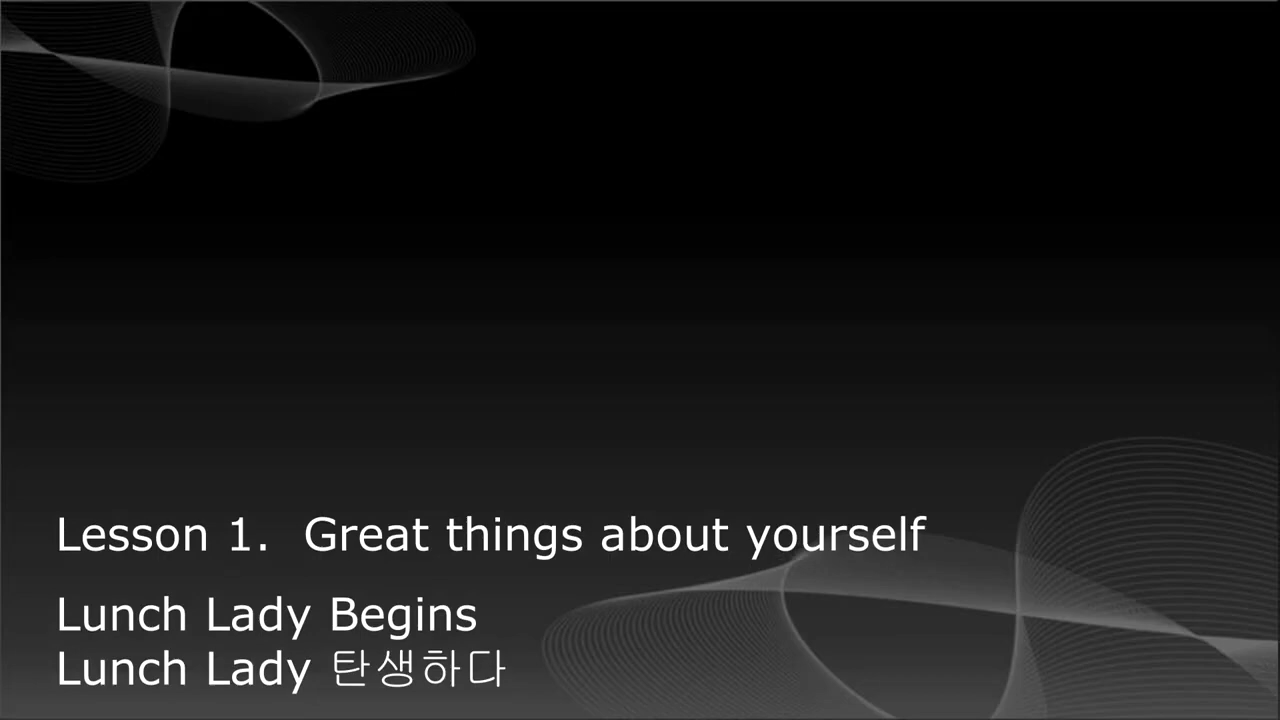 Lesson 1.  Great things about yourself
Lunch Lady Begins
Lunch Lady 탄생하다